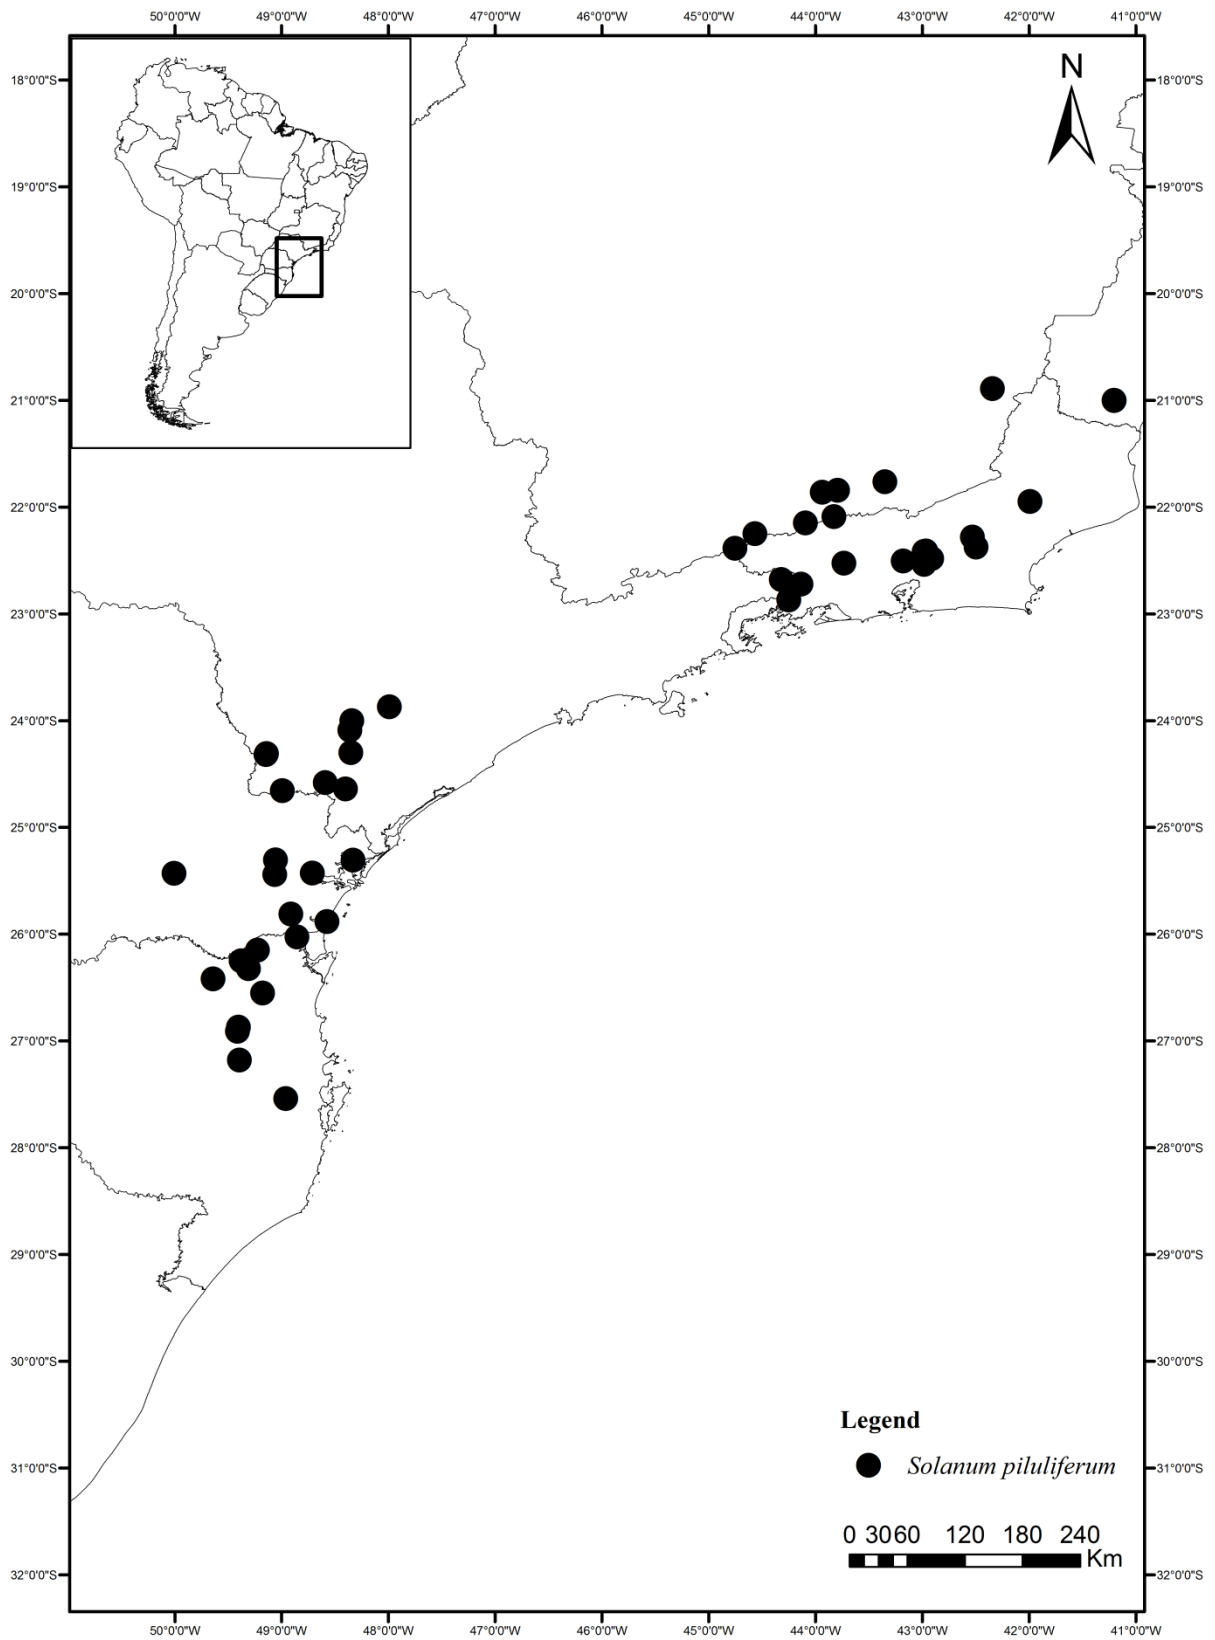 50°0'0"W 49°0'0"W 48°0'0"W 47°0'0"W 46°0'0"W 45°0'0"W 44°0'0"W 43°0'0"W 42°0'0"W 41°0'0"W
N
18°0'0"S 18°0'0"S
19°0'0"S 19°0'0"S
20°0'0"S 20°0'0"S
21°0'0"S 21°0'0"S
22°0'0"S 22°0'0"S
23°0'0"S 23°0'0"S
24°0'0"S 24°0'0"S
25°0'0"S 25°0'0"S
26°0'0"S 26°0'0"S
27°0'0"S 27°0'0"S
28°0'0"S 28°0'0"S
29°0'0"S 29°0'0"S
30°0'0"S 30°0'0"S
31°0'0"S 31°0'0"S
32°0'0"S 32°0'0"S
Legend
Solanum piluliferum
0 30 60 120 180 240
Km
50°0'0"W 49°0'0"W 48°0'0"W 47°0'0"W 46°0'0"W 45°0'0"W 44°0'0"W 43°0'0"W 42°0'0"W 41°0'0"W